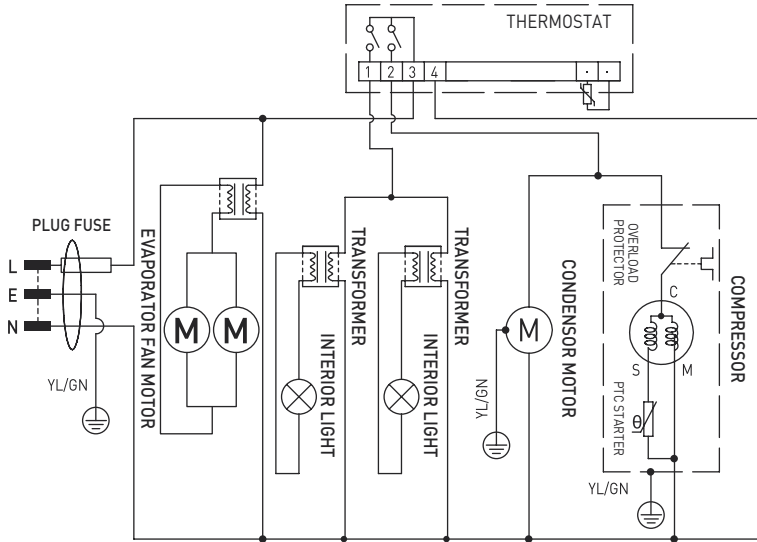 THERMOSTAT
1 2 3 4
PLUG FUSE
L
E
N
YL/GN
EVAPORATOR FAN MOTOR
M M
TRANSFORMER
INTERIOR LIGHT
TRANSFORMER
INTERIOR LIGHT
CONDENSOR MOTOR
M
YL/GN
OVERLOAD
PROTECTOR
COMPRESSOR
C
S M
PTC STARTER
θ
YL/GN